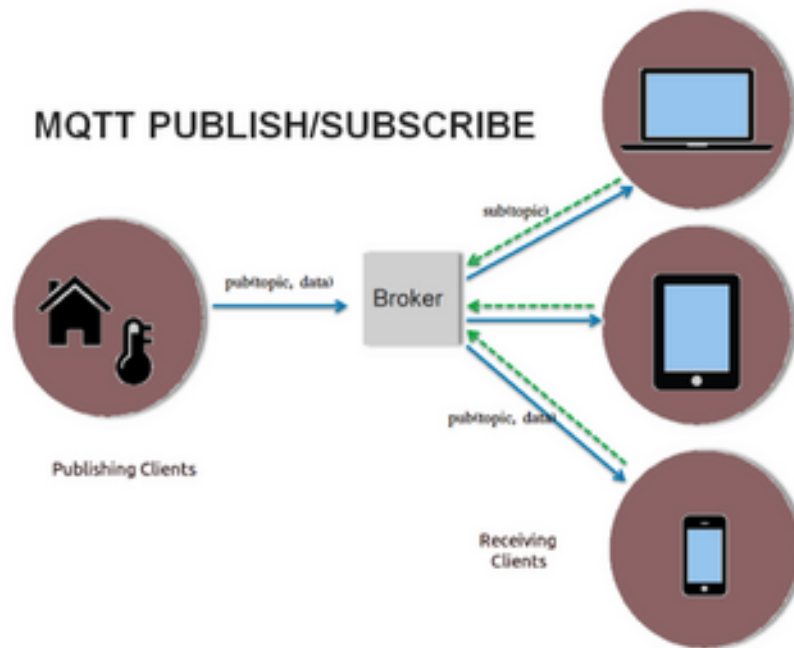 MQTT PUBLISH/SUBSCRIBE
sub(topic)
pub(topic, data)
Broker
pub(topic, data)
Publishing Clients
Receiving
Clients